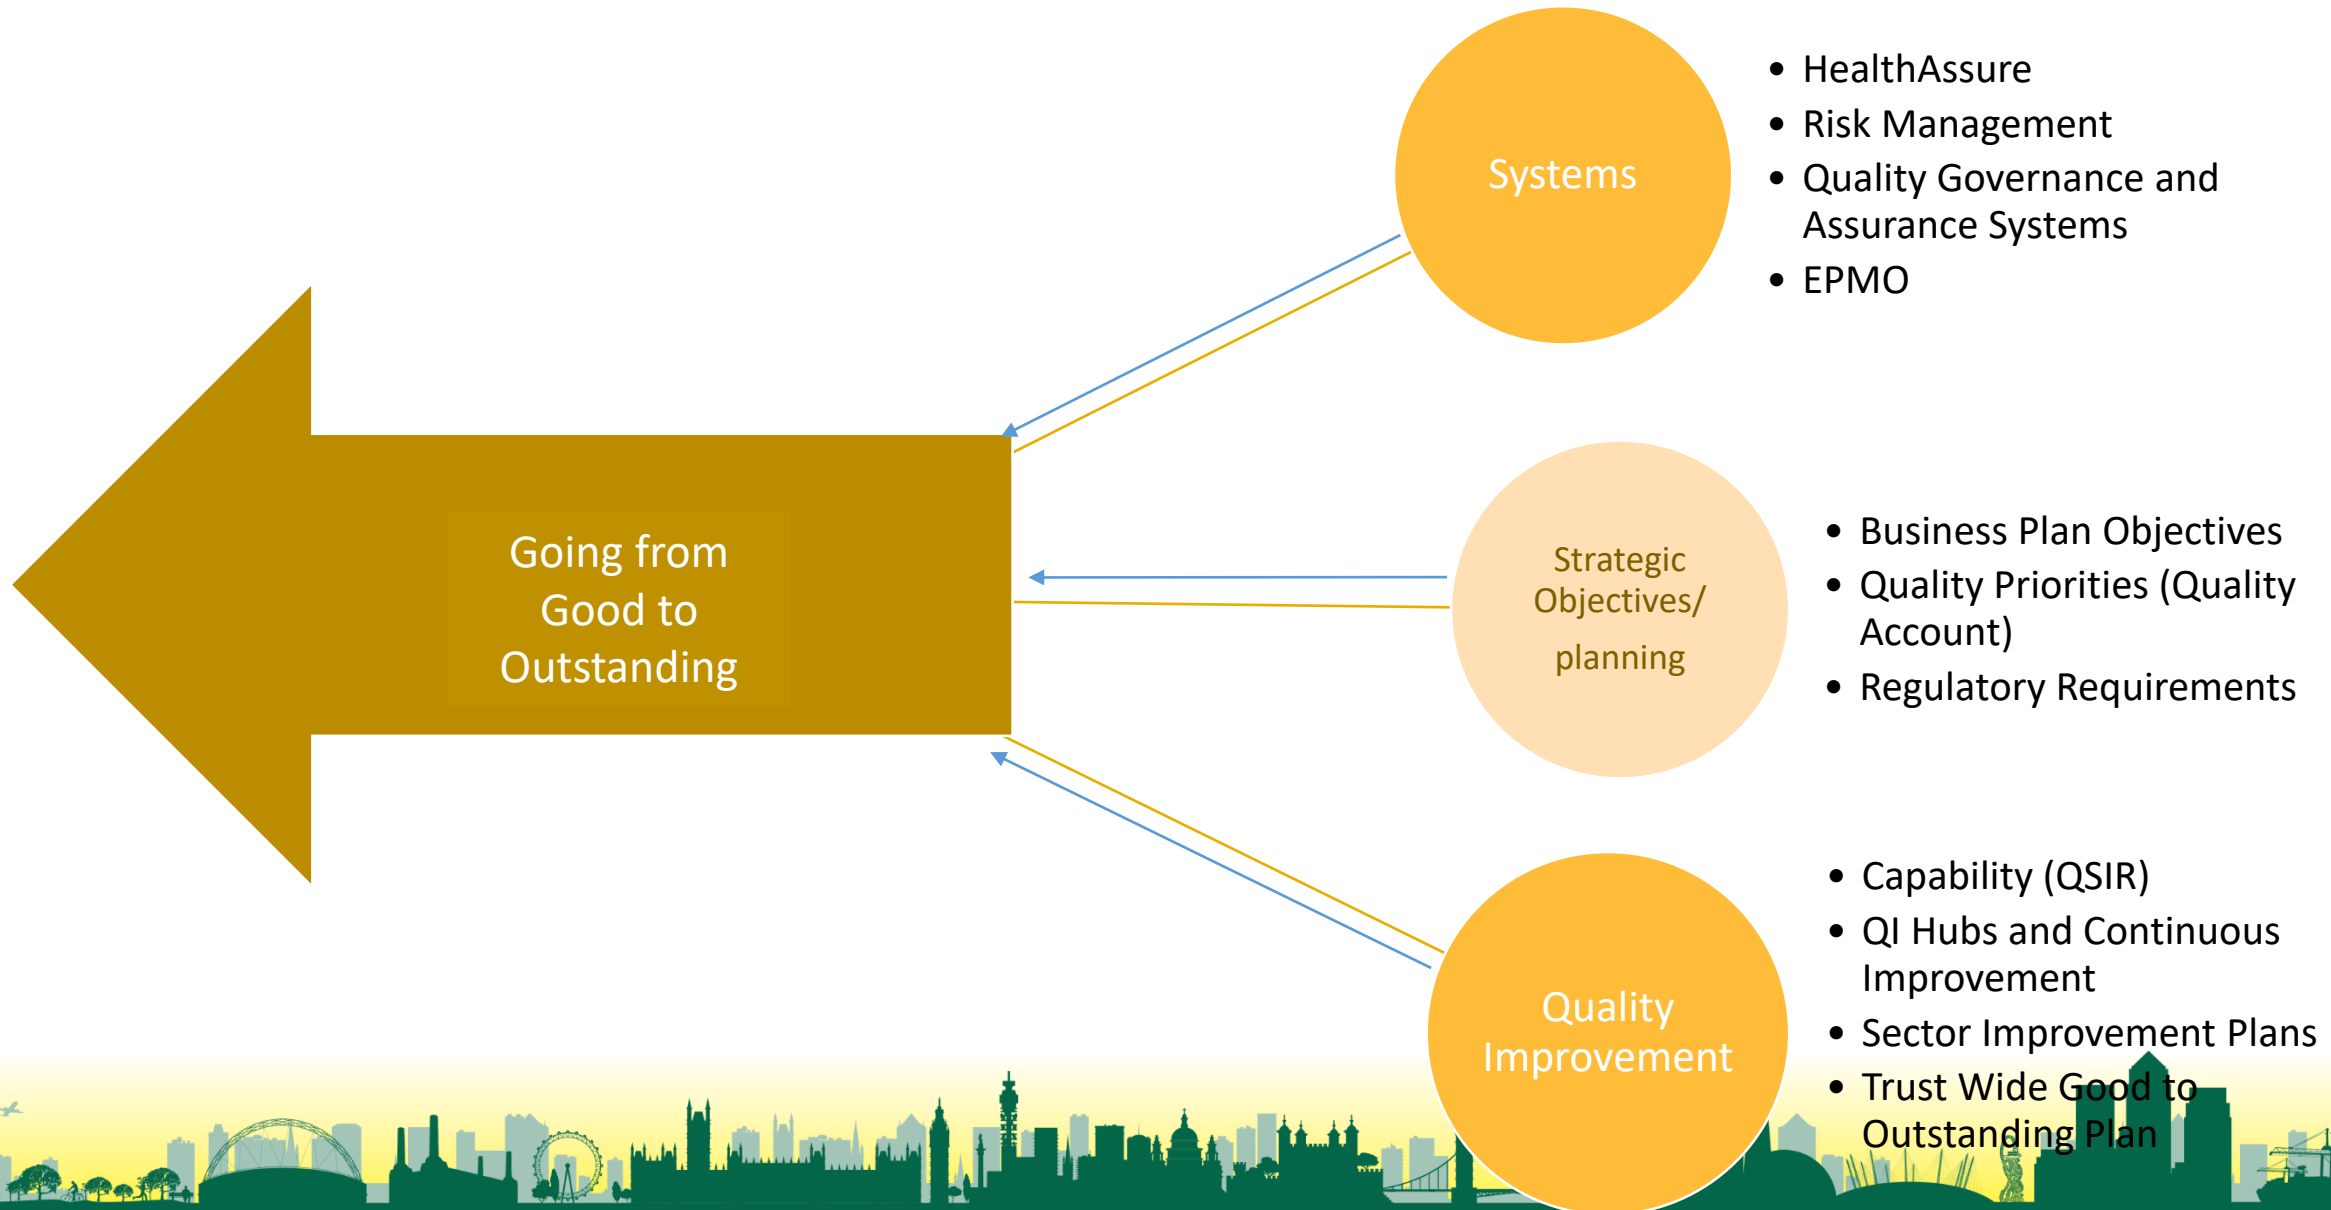 Going from
Good to
Outstanding
Systems
• HealthAssure
• Risk Management
• Quality Governance and
Assurance Systems
• EPMO
Strategic
Objectives/
planning
• Business Plan Objectives
• Quality Priorities (Quality
Account)
• Regulatory Requirements
Quality
Improvement
• Capability (QSIR)
• QI Hubs and Continuous
Improvement
• Sector Improvement Plans
• Trust Wide Good to
Outstanding Plan